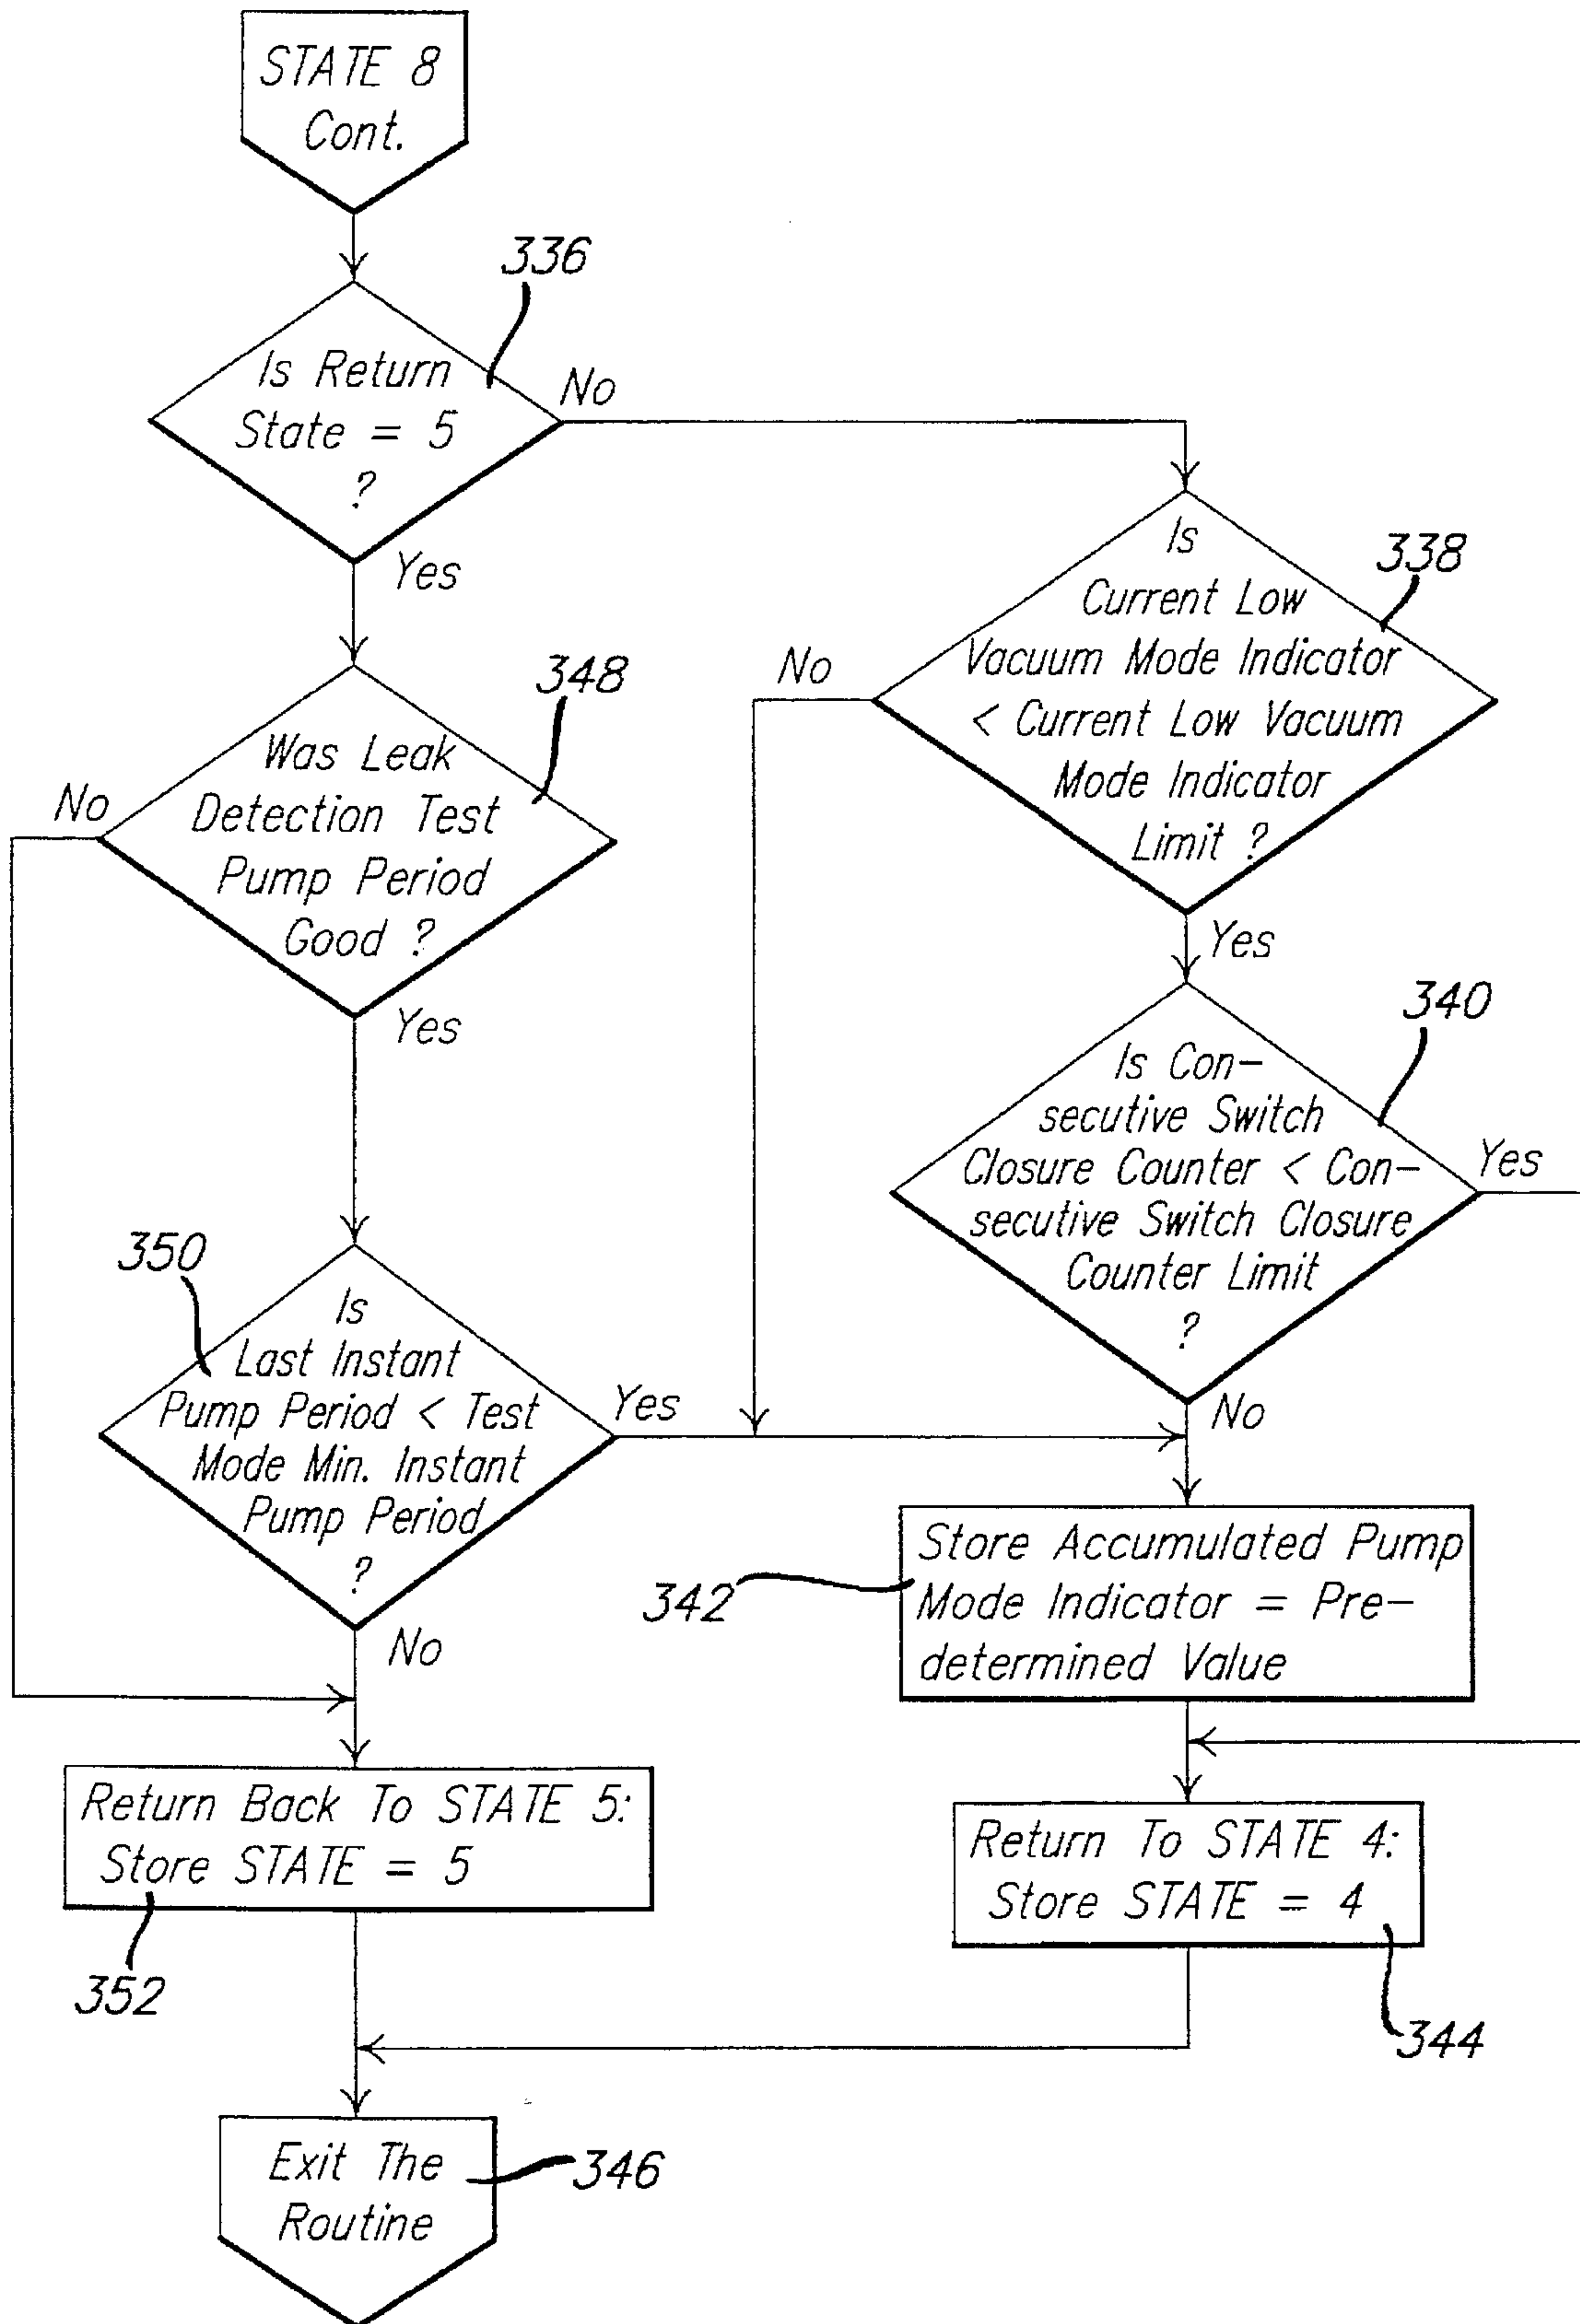 STATE 8
Cont.
336
Is Return
State = 5
?
No
Yes
Is
Current Low
Vacuum Mode Indicator
< Current Low Vacuum
Mode Indicator
Limit ?
338
No
Yes
348
Was Leak
Detection Test
Pump Period
Good ?
No
Yes
340
Is Con-
secutive Switch
Closure Counter < Con-
secutive Switch Closure
Counter Limit
?
Yes
No
350
Is
Last Instant
Pump Period < Test
Mode Min. Instant
Pump Period
?
Yes
No
Store Accumulated Pump
Mode Indicator = Pre-
determined Value
342
Return Back To STATE 5:
Store STATE = 5
352
Return To STATE 4:
Store STATE = 4
344
Exit The
Routine
346